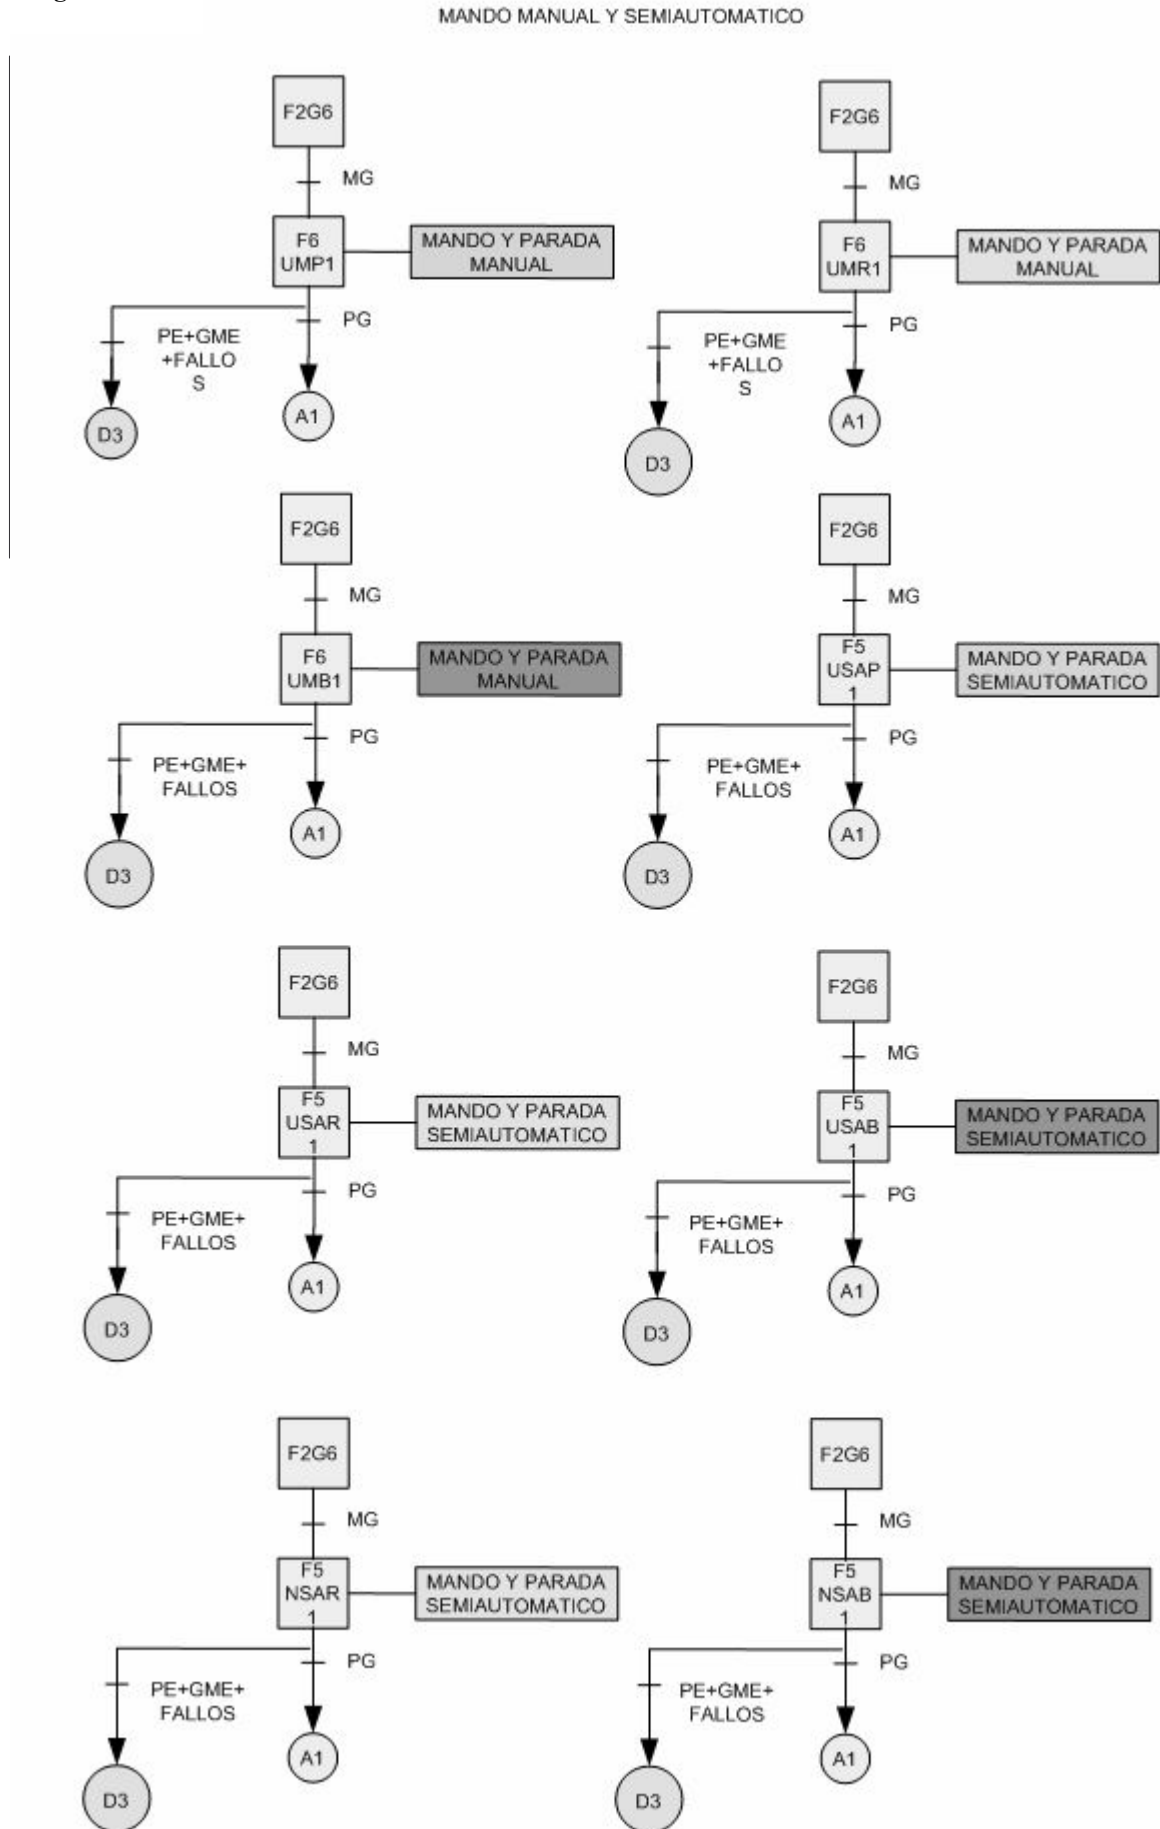 MANDO MANUAL Y SEMIAUTOMATICO
F2G6
MG
F6
UMP1
MANDO Y PARADA
MANUAL
PG
PE+GME
+FALLO
S
D3
A1
F2G6
MG
F6
UMR1
MANDO Y PARADA
MANUAL
PG
PE+GME
+FALLO
S
D3
A1
F2G6
MG
F6
UMB1
MANDO Y PARADA
MANUAL
PG
PE+GME+
FALLOS
D3
A1
F2G6
MG
F5
USAP
1
MANDO Y PARADA
SEMIAUTOMATICO
PG
PE+GME+
FALLOS
D3
A1
F2G6
MG
F5
USAR
1
MANDO Y PARADA
SEMIAUTOMATICO
PG
PE+GME+
FALLOS
D3
A1
F2G6
MG
F5
USAB
1
MANDO Y PARADA
SEMIAUTOMATICO
PG
PE+GME+
FALLOS
D3
A1
F2G6
MG
F5
NSAR
1
MANDO Y PARADA
SEMIAUTOMATICO
PG
PE+GME+
FALLOS
D3
A1
F2G6
MG
F5
NSAB
1
MANDO Y PARADA
SEMIAUTOMATICO
PG
PE+GME+
FALLOS
D3
A1